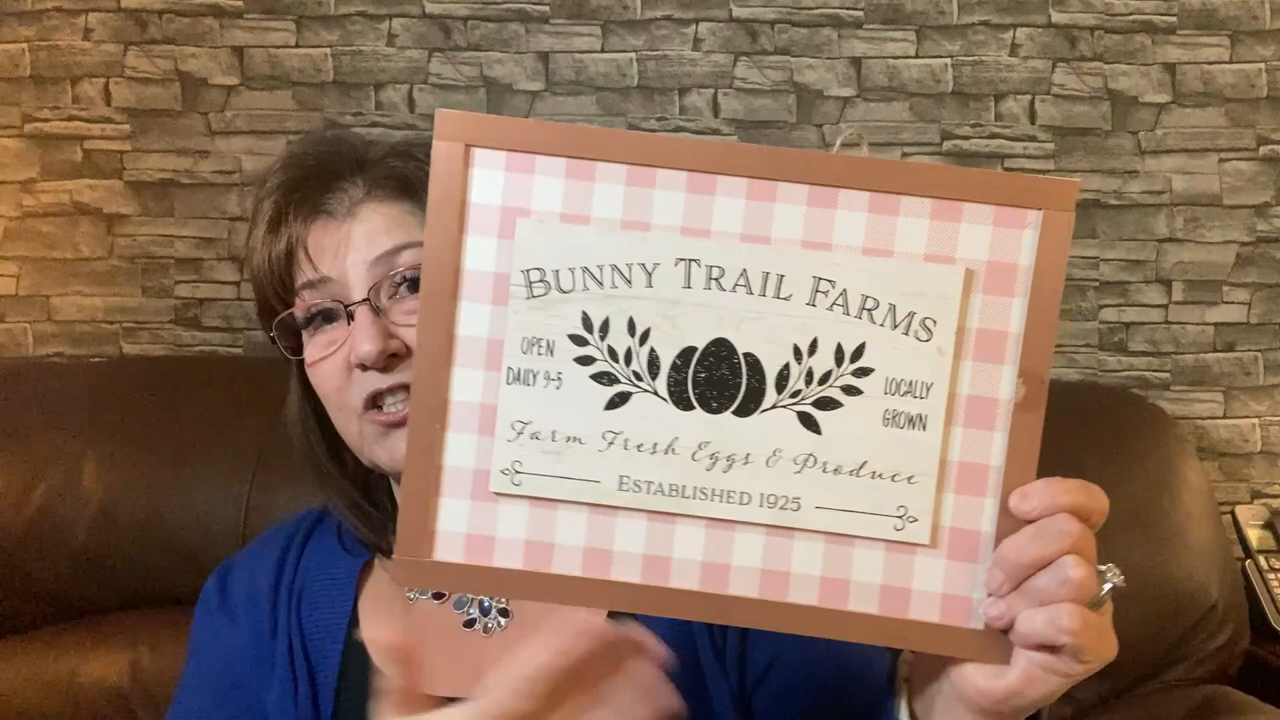 BUNNY TRAIL FARMS
OPEN
DAILY 9-5
LOCALLY
GROWN
Farm Fresh Eggs & Produce
ESTABLISHED 1925